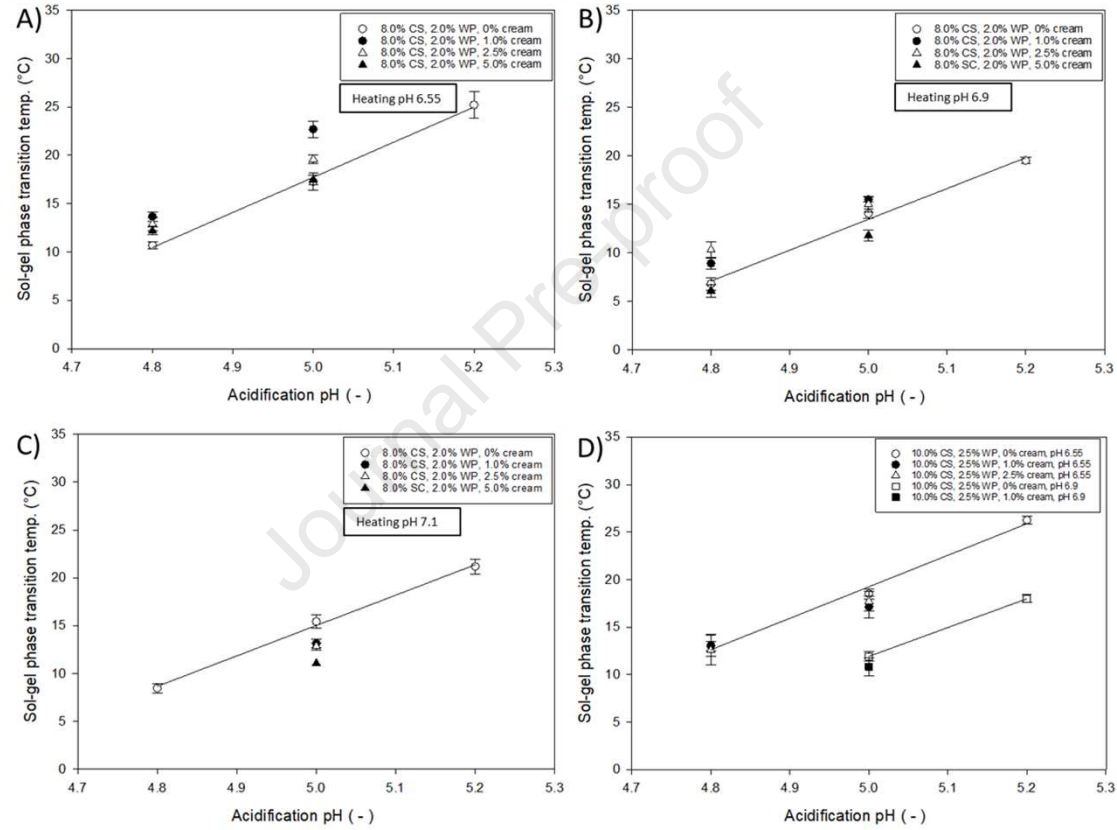 A)
8.0% CS, 2.0% WP, 0% cream
8.0% CS, 2.0% WP, 1.0% cream
8.0% CS, 2.0% WP, 2.5% cream
8.0% CS, 2.0% WP, 5.0% cream
Heating pH 6.55
Sol-gel phase transition temp. (°C)
35
30
25
20
15
10
5
0
4.7 4.8 4.9 5.0 5.1 5.2 5.3
Acidification pH ( - )
B)
8.0% CS, 2.0% WP, 0% cream
8.0% CS, 2.0% WP, 1.0% cream
8.0% CS, 2.0% WP, 2.5% cream
8.0% SC, 2.0% WP, 5.0% cream
Heating pH 6.9
Sol-gel phase transition temp. (°C)
35
30
25
20
15
10
5
0
4.7 4.8 4.9 5.0 5.1 5.2 5.3
Acidification pH ( - )
C)
8.0% CS, 2.0% WP, 0% cream
8.0% CS, 2.0% WP, 1.0% cream
8.0% CS, 2.0% WP, 2.5% cream
8.0% SC, 2.0% WP, 5.0% cream
Heating pH 7.1
Sol-gel phase transition temp. (°C)
35
30
25
20
15
10
5
0
4.7 4.8 4.9 5.0 5.1 5.2 5.3
Acidification pH ( - )
D)
10.0% CS, 2.5% WP, 0% cream, pH 6.55
10.0% CS, 2.5% WP, 1.0% cream, pH 6.55
10.0% CS, 2.5% WP, 2.5% cream, pH 6.55
10.0% CS, 2.5% WP, 0% cream, pH 6.9
10.0% CS, 2.5% WP, 1.0% cream, pH 6.9
Sol-gel phase transition temp. (°C)
35
30
25
20
15
10
5
0
4.7 4.8 4.9 5.0 5.1 5.2 5.3
Acidification pH ( - )
Journal Pre-proof